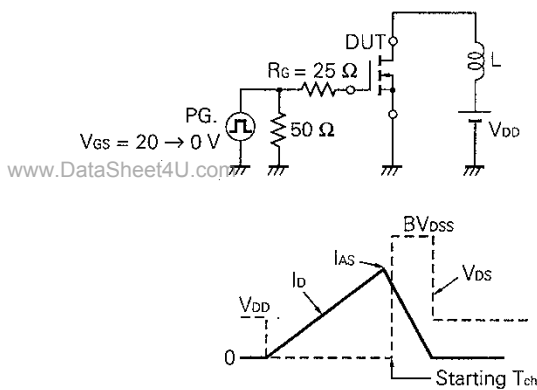 DUT
L
RG = 25 Ω
PG.
50 Ω
VDD
VGS = 20 → 0 V
www.DataSheet4U.com
BVDSS
IAS
ID
VDS
VDD
0
Starting Tch